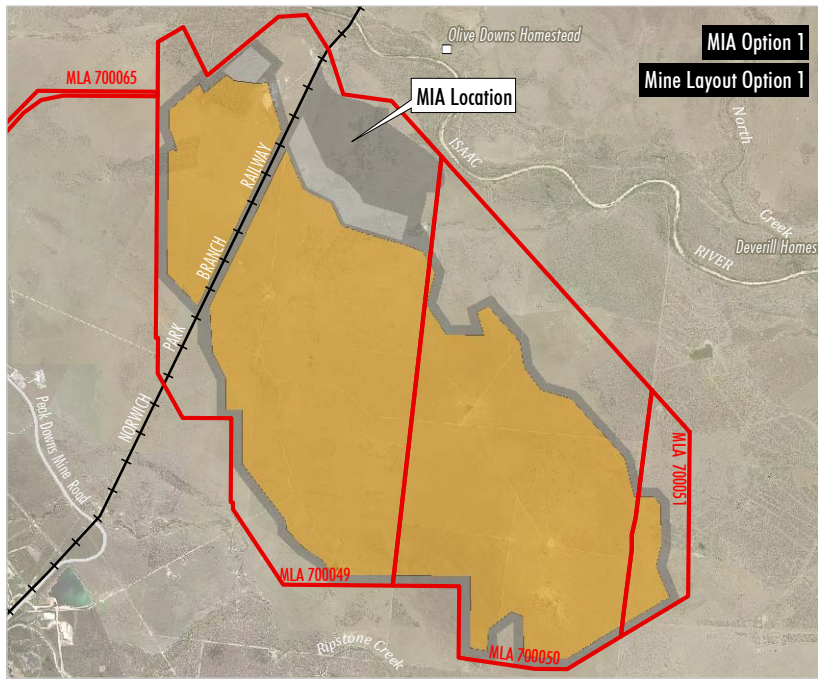 Olive Downs Homestead
MIA Option 1
Mine Layout Option 1
MLA 700065
MIA Location
North
Creek
ISAAC
RIVER
Deverill Homes
RAILWAY
BRANCH
PARK
NORWICH
Peak Downs Mine Road
MLA 700051
MLA 700049
MLA 700050
Ripstone Creek